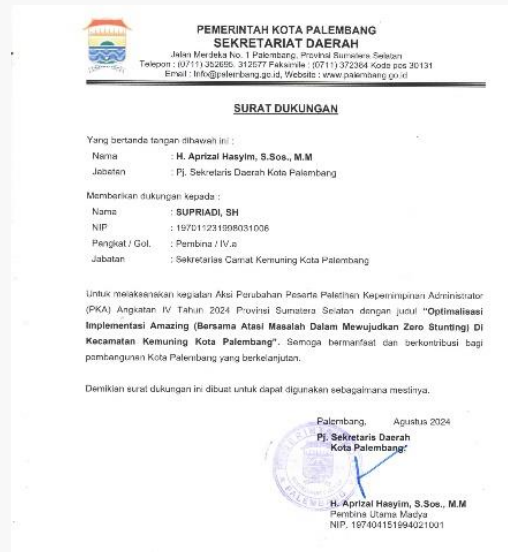 PEMERINTAH KOTA PALEMBANG
SEKRETARIAT DAERAH
Jalan Merdeka No. 1 Palembang, Provinsi Sumatera Selatan
Telepon : (0711) 352695, 312577 Faksimile : (0711) 372364 Kode pos 30131
Email : Info@palembang.go.id, Website : www.palembang.go.id
SURAT DUKUNGAN
Yang bertanda tangan dibawah ini :
Nama : H. Aprizal Hasyim, S.Sos., M.M
Jabatan : Pj. Sekretaris Daerah Kota Palembang
Memberikan dukungan kepada :
Nama : SUPRIADI, SH
NIP : 197011231998031006
Pangkat / Gol. : Pembina / IV.a
Jabatan : Sekretaris Camat Kemuning Kota Palembang
Untuk melaksanakan kegiatan Aksi Perubahan Peserta Pelatihan Kepemimpinan Administrator
(PKA) Angkatan IV Tahun 2024 Provinsi Sumatera Selatan dengan judul "Optimalisasi
Implementasi Amazing (Bersama Atasi Masalah Dalam Mewujudkan Zero Stunting) Di
Kecamatan Kemuning Kota Palembang". Semoga bermanfaat dan berkontribusi bagi
pembangunan Kota Palembang yang berkelanjutan.
Demikian surat dukungan ini dibuat untuk dapat digunakan sebagaimana mestinya.
Palembang, Agustus 2024
Pj. Sekretaris Daerah
Kota Palembang,
H. Aprizal Hasyim, S.Sos., M.M
Pembina Utama Madya
NIP. 197404151994021001